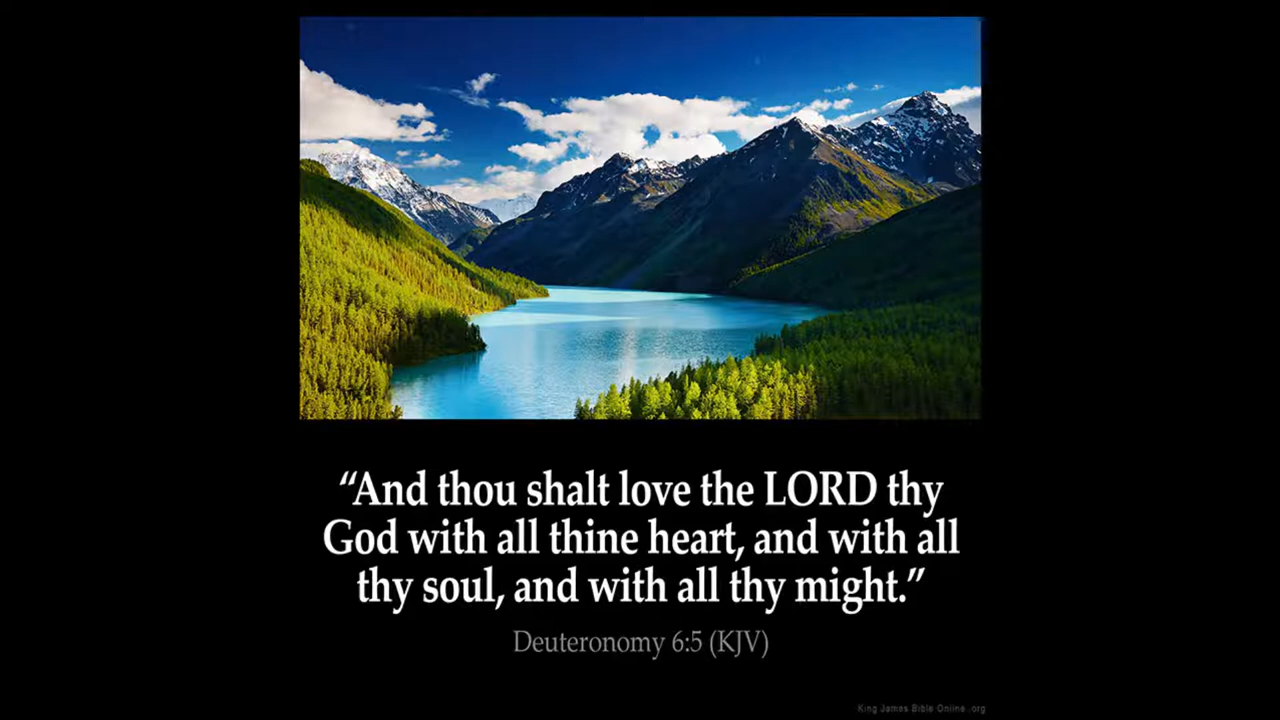 “And thou shalt love the LORD thy
God with all thine heart, and with all
thy soul, and with all thy might.”
Deuteronomy 6:5 (KJV)
King James Bible Online .org